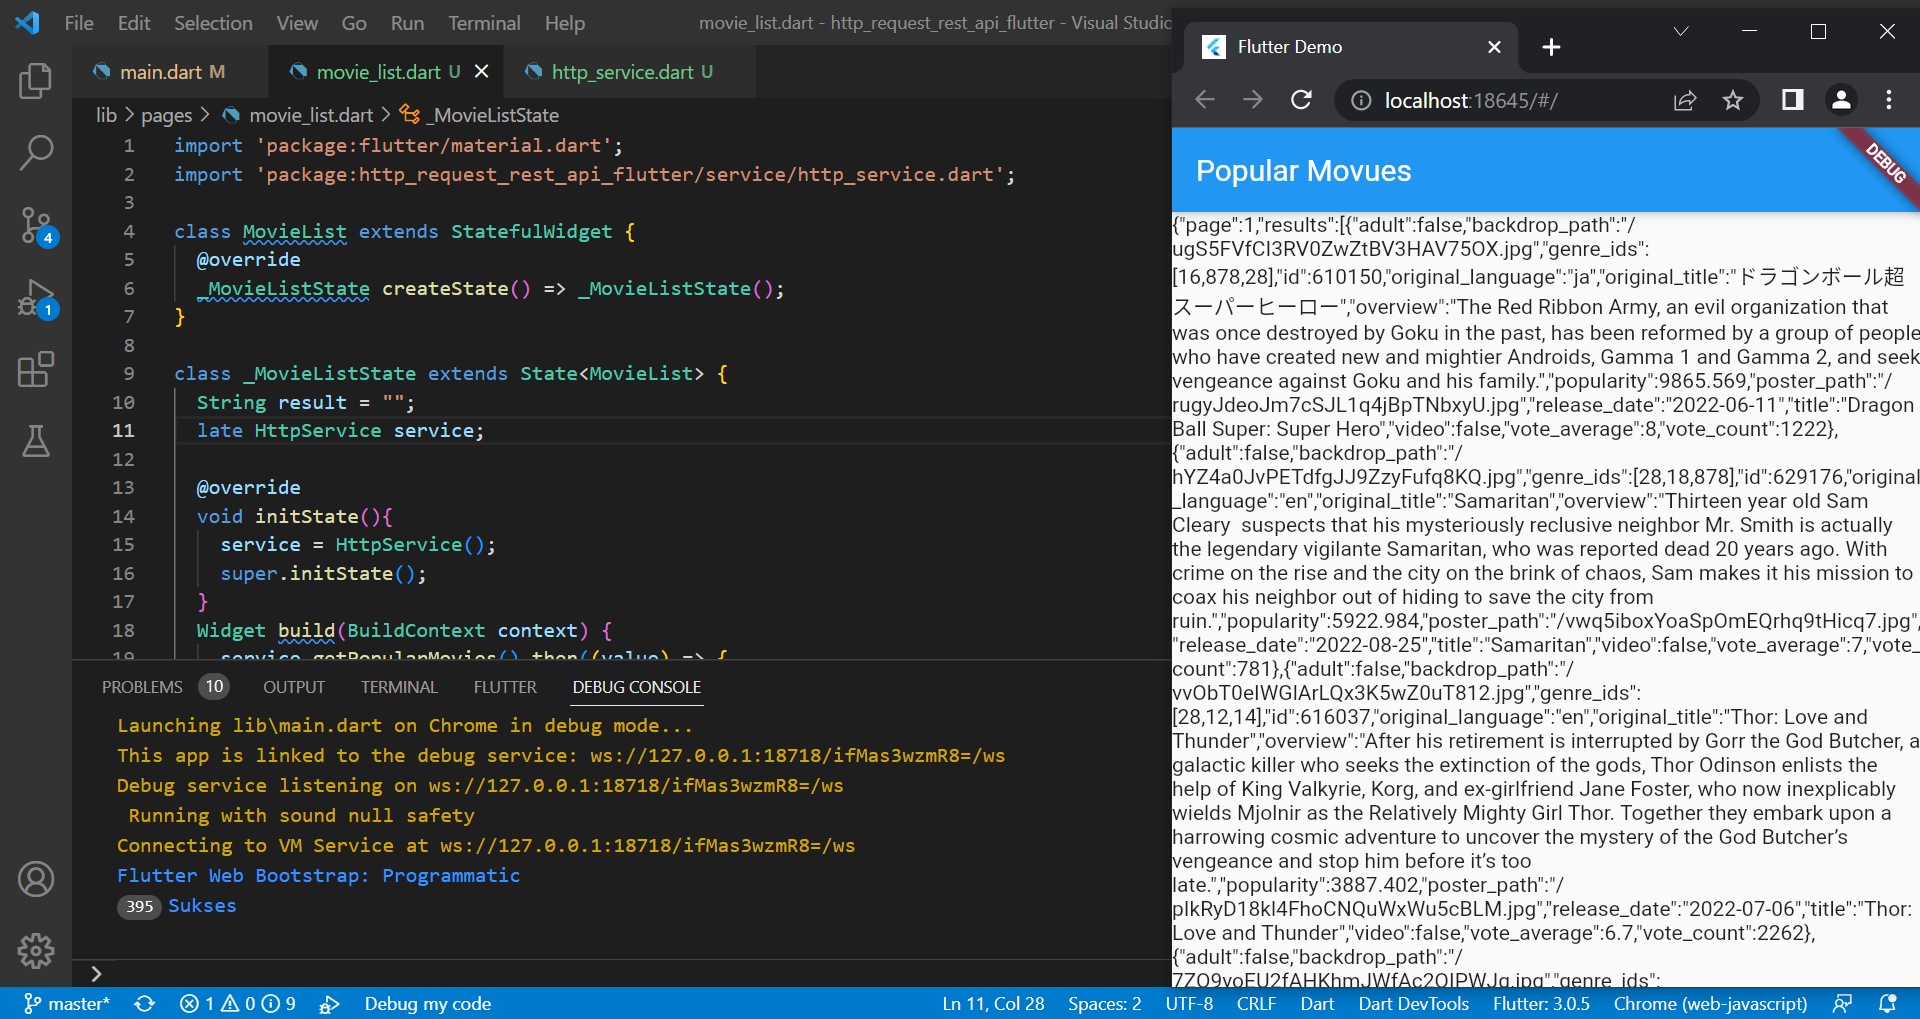 File Edit Selection View Go Run Terminal Help
movie_list.dart - http_request_rest_api_flutter - Visual Studio
main.dart M
movie_list.dart U
http_service.dart U
lib > pages > movie_list.dart > _MovieListState
1 import 'package:flutter/material.dart';
2 import 'package:http_request_rest_api_flutter/service/http_service.dart';
3
4 class MovieList extends StatefulWidget {
5 @override
6 _MovieListState createState() => _MovieListState();
7 }
8
9 class _MovieListState extends State<MovieList> {
10 String result = "";
11 late HttpService service;
12
13 @override
14 void initState(){
15 service = HttpService();
16 super.initState();
17 }
18 Widget build(BuildContext context) {
19 service.getPopularMovies().then((value) => {
4
1
PROBLEMS 10 OUTPUT TERMINAL FLUTTER DEBUG CONSOLE
Launching lib\main.dart on Chrome in debug mode...
This app is linked to the debug service: ws://127.0.0.1:18718/ifMas3wzmR8=/ws
Debug service listening on ws://127.0.0.1:18718/ifMas3wzmR8=/ws
Running with sound null safety
Connecting to VM Service at ws://127.0.0.1:18718/ifMas3wzmR8=/ws
Flutter Web Bootstrap: Programmatic
395 Sukses
>
Flutter Demo
localhost:18645/#/
Popular Movues
DEBUG
{"page":1,"results":[{"adult":false,"backdrop_path":"/
ugS5FVfCI3RV0ZwZtBV3HAV75OX.jpg","genre_ids":
[16,878,28],"id":610150,"original_language":"ja","original_title":"ドラゴンボール超
スーパーヒーロー","overview":"The Red Ribbon Army, an evil organization that
was once destroyed by Goku in the past, has been reformed by a group of people
who have created new and mightier Androids, Gamma 1 and Gamma 2, and seek
vengeance against Goku and his family.","popularity":9865.569,"poster_path":"/
rugyJdeoJm7cSJL1q4jBpTNbxyU.jpg","release_date":"2022-06-11","title":"Dragon
Ball Super: Super Hero","video":false,"vote_average":8,"vote_count":1222},
{"adult":false,"backdrop_path":"/
hYZ4a0JvPETdfgJJ9ZzyFufq8KQ.jpg","genre_ids":[28,18,878],"id":629176,"original
_language":"en","original_title":"Samaritan","overview":"Thirteen year old Sam
Cleary  suspects that his mysteriously reclusive neighbor Mr. Smith is actually
the legendary vigilante Samaritan, who was reported dead 20 years ago. With
crime on the rise and the city on the brink of chaos, Sam makes it his mission to
coax his neighbor out of hiding to save the city from
ruin.","popularity":5922.984,"poster_path":"/vwq5iboxYoaSpOmEQrhq9tHicq7.jpg",
"release_date":"2022-08-25","title":"Samaritan","video":false,"vote_average":7,"vote_
count":781},{"adult":false,"backdrop_path":"/
vvObT0eIWGlArLQx3K5wZ0uT812.jpg","genre_ids":
[28,12,14],"id":616037,"original_language":"en","original_title":"Thor: Love and
Thunder","overview":"After his retirement is interrupted by Gorr the God Butcher, a
galactic killer who seeks the extinction of the gods, Thor Odinson enlists the
help of King Valkyrie, Korg, and ex-girlfriend Jane Foster, who now inexplicably
wields Mjolnir as the Relatively Mighty Girl Thor. Together they embark upon a
harrowing cosmic adventure to uncover the mystery of the God Butcher’s
vengeance and stop him before it’s too
late.","popularity":3887.402,"poster_path":"/
pIkRyD18kl4FhoCNQuWxWu5cBLM.jpg","release_date":"2022-07-06","title":"Thor:
Love and Thunder","video":false,"vote_average":6.7,"vote_count":2262},
{"adult":false,"backdrop_path":"/
7ZO9yoEU2fAHKhmJWfAc2QIPWJg.jpg","genre_ids":
master* 1 0 9 Debug my code Ln 11, Col 28 Spaces: 2 UTF-8 CRLF Dart Dart DevTools Flutter: 3.0.5 Chrome (web-javascript)